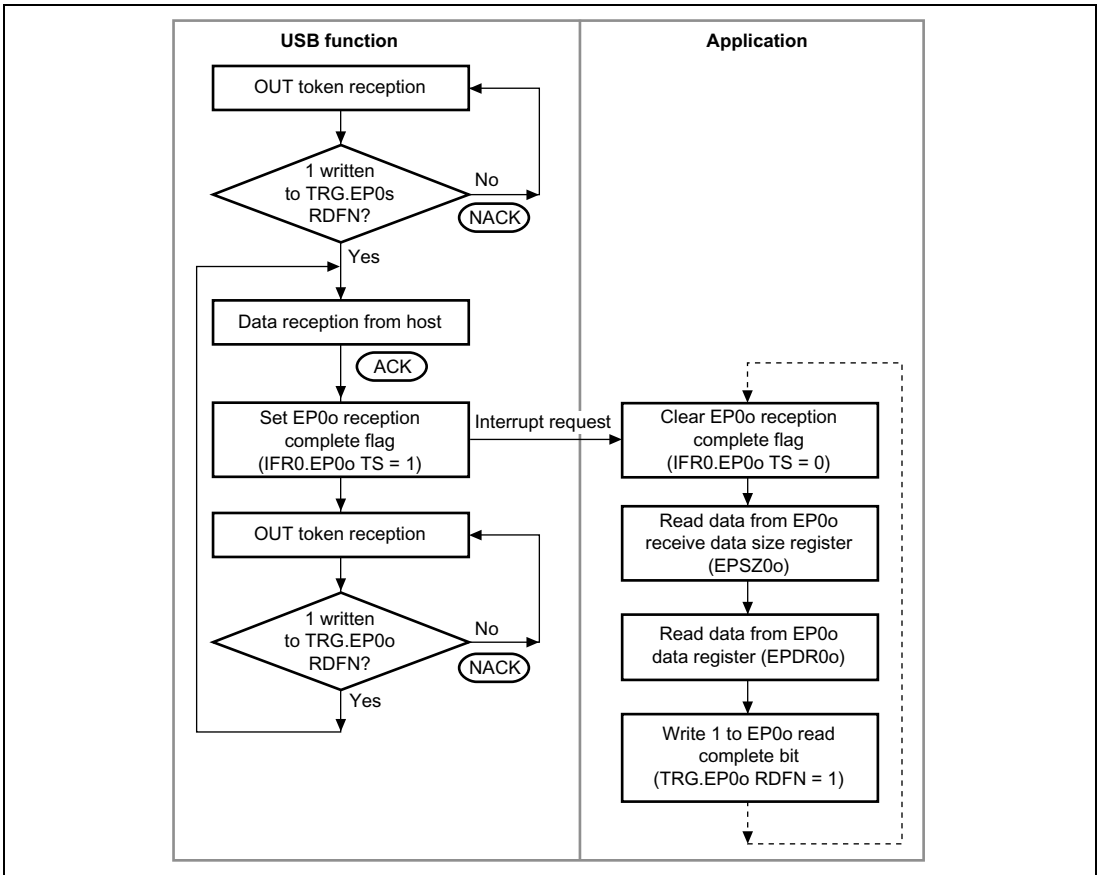 USB function
OUT token reception
1 written
to TRG.EP0s
RDFN?
No
NACK
Yes
Data reception from host
ACK
Set EP0o reception
complete flag
(IFR0.EP0o TS = 1)
Interrupt request
OUT token reception
1 written
to TRG.EP0o
RDFN?
No
NACK
Yes
Application
Clear EP0o reception
complete flag
(IFR0.EP0o TS = 0)
Read data from EP0o
receive data size register
(EPSZ0o)
Read data from EP0o
data register (EPDR0o)
Write 1 to EP0o read
complete bit
(TRG.EP0o RDFN = 1)